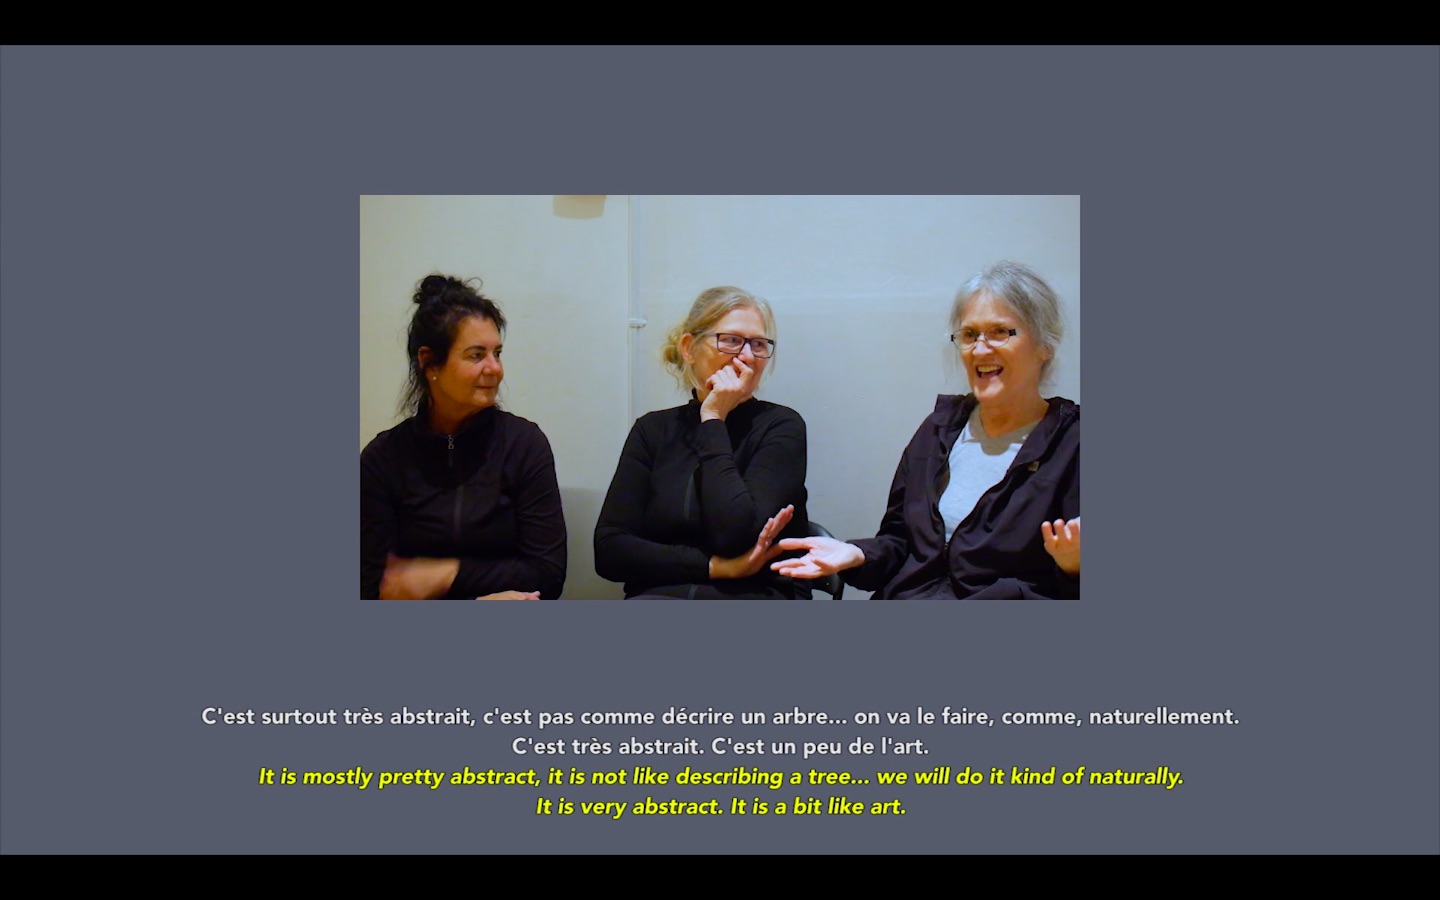 C'est surtout très abstrait, c'est pas comme décrire un arbre... on va le faire, comme, naturellement.
C'est très abstrait. C'est un peu de l'art.
It is mostly pretty abstract, it is not like describing a tree... we will do it kind of naturally.
It is very abstract. It is a bit like art.